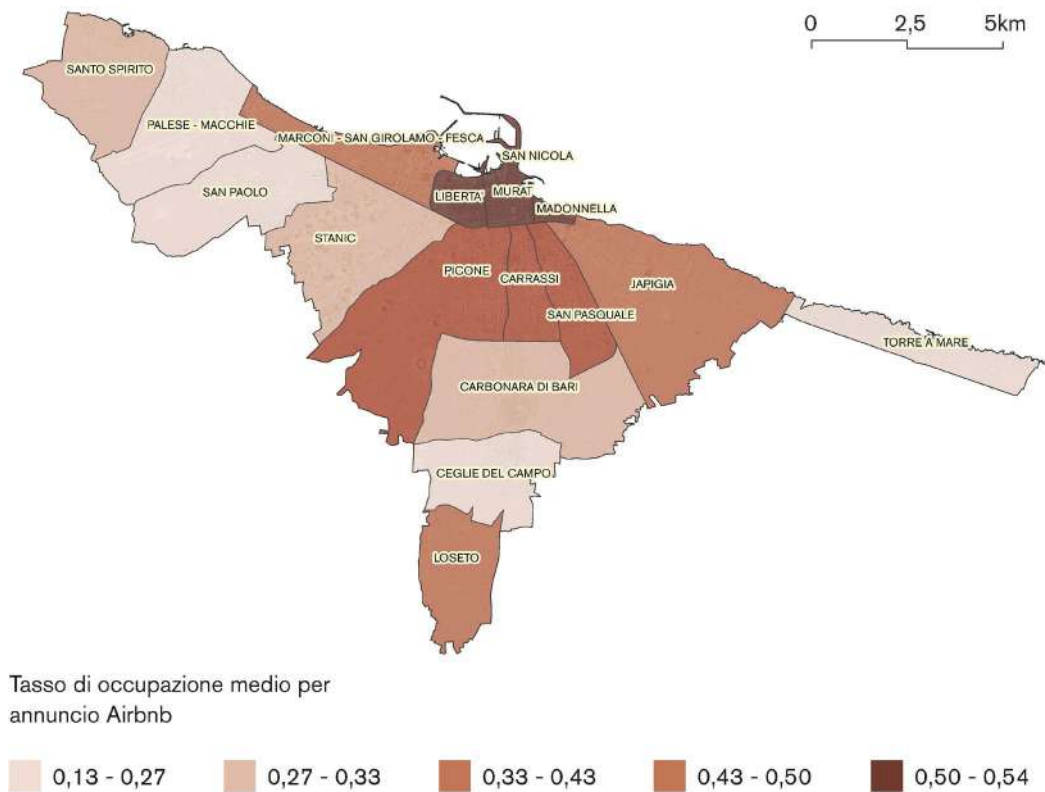 0 2,5 5km
SANTO SPIRITO
PALESE - MACCHIE
MARCONI - SAN GIROLAMO - FESCA
SAN NICOLA
SAN PAOLO
LIBERTA'
MURAT
MADONNELLA
STANIC
PICONE
CARRASSI
JAPIGIA
SAN PASQUALE
TORRE A MARE
CARBONARA DI BARI
CEGLIE DEL CAMPO
LOSETO
Tasso di occupazione medio per
annuncio Airbnb
0,13 - 0,27 0,27 - 0,33 0,33 - 0,43 0,43 - 0,50 0,50 - 0,54